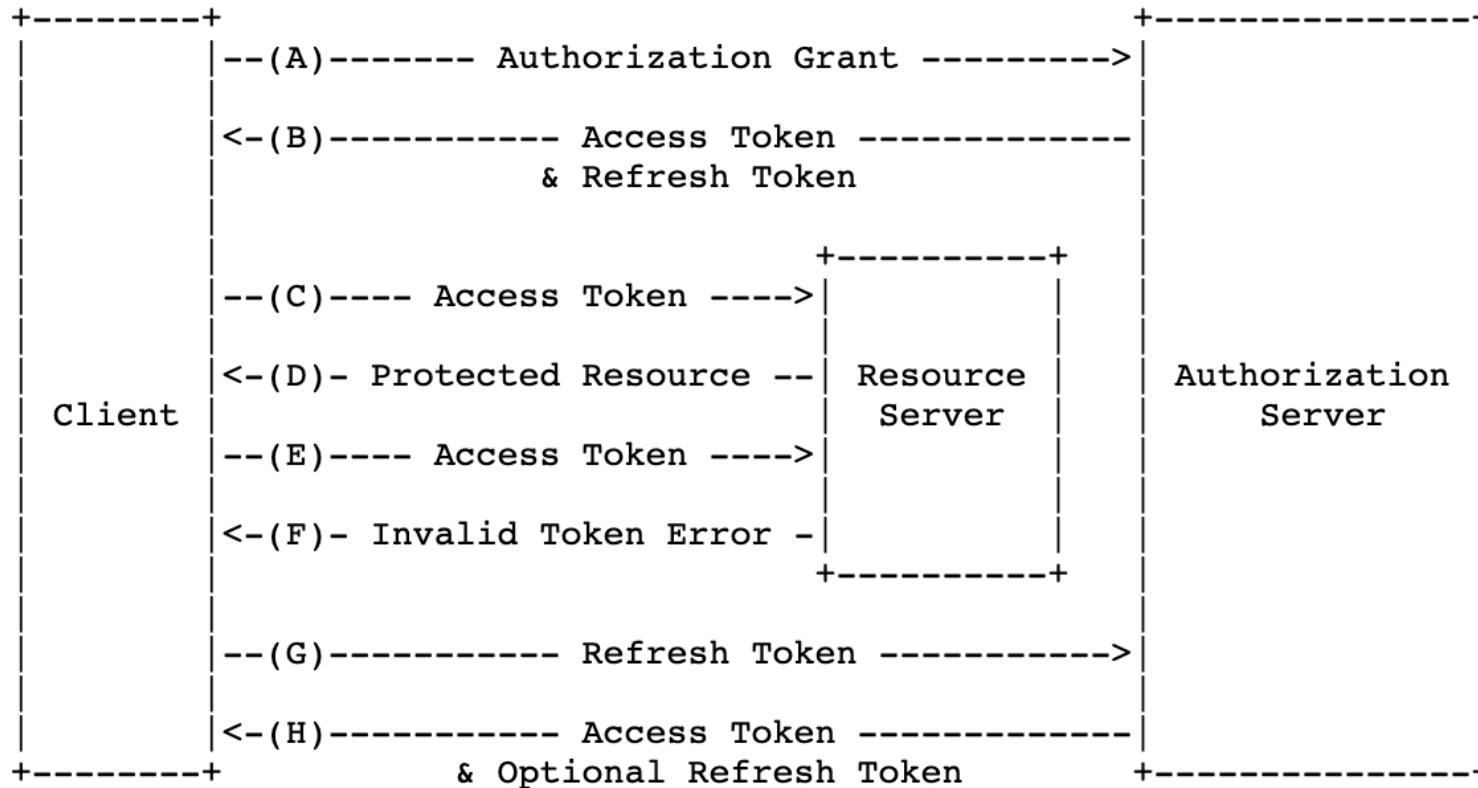 +--------+                                           +---------------+
|        |--(A)------- Authorization Grant --------->|
|        |                                           |
|        |<-(B)----------- Access Token -------------|
|        |               & Refresh Token             |
|        |                                           |
|        |                            +----------+   |
|        |--(C)---- Access Token ---->|          |   |
|        |                            |          |   |
|        |<-(D)- Protected Resource --| Resource |   | Authorization
| Client |                            |  Server  |   |     Server
|        |--(E)---- Access Token ---->|          |   |
|        |                            |          |   |
|        |<-(F)- Invalid Token Error -|          |   |
|        |                            +----------+   |
|        |                                           |
|        |--(G)----------- Refresh Token ----------->|
|        |                                           |
|        |<-(H)----------- Access Token -------------|
+--------+           & Optional Refresh Token        +---------------+